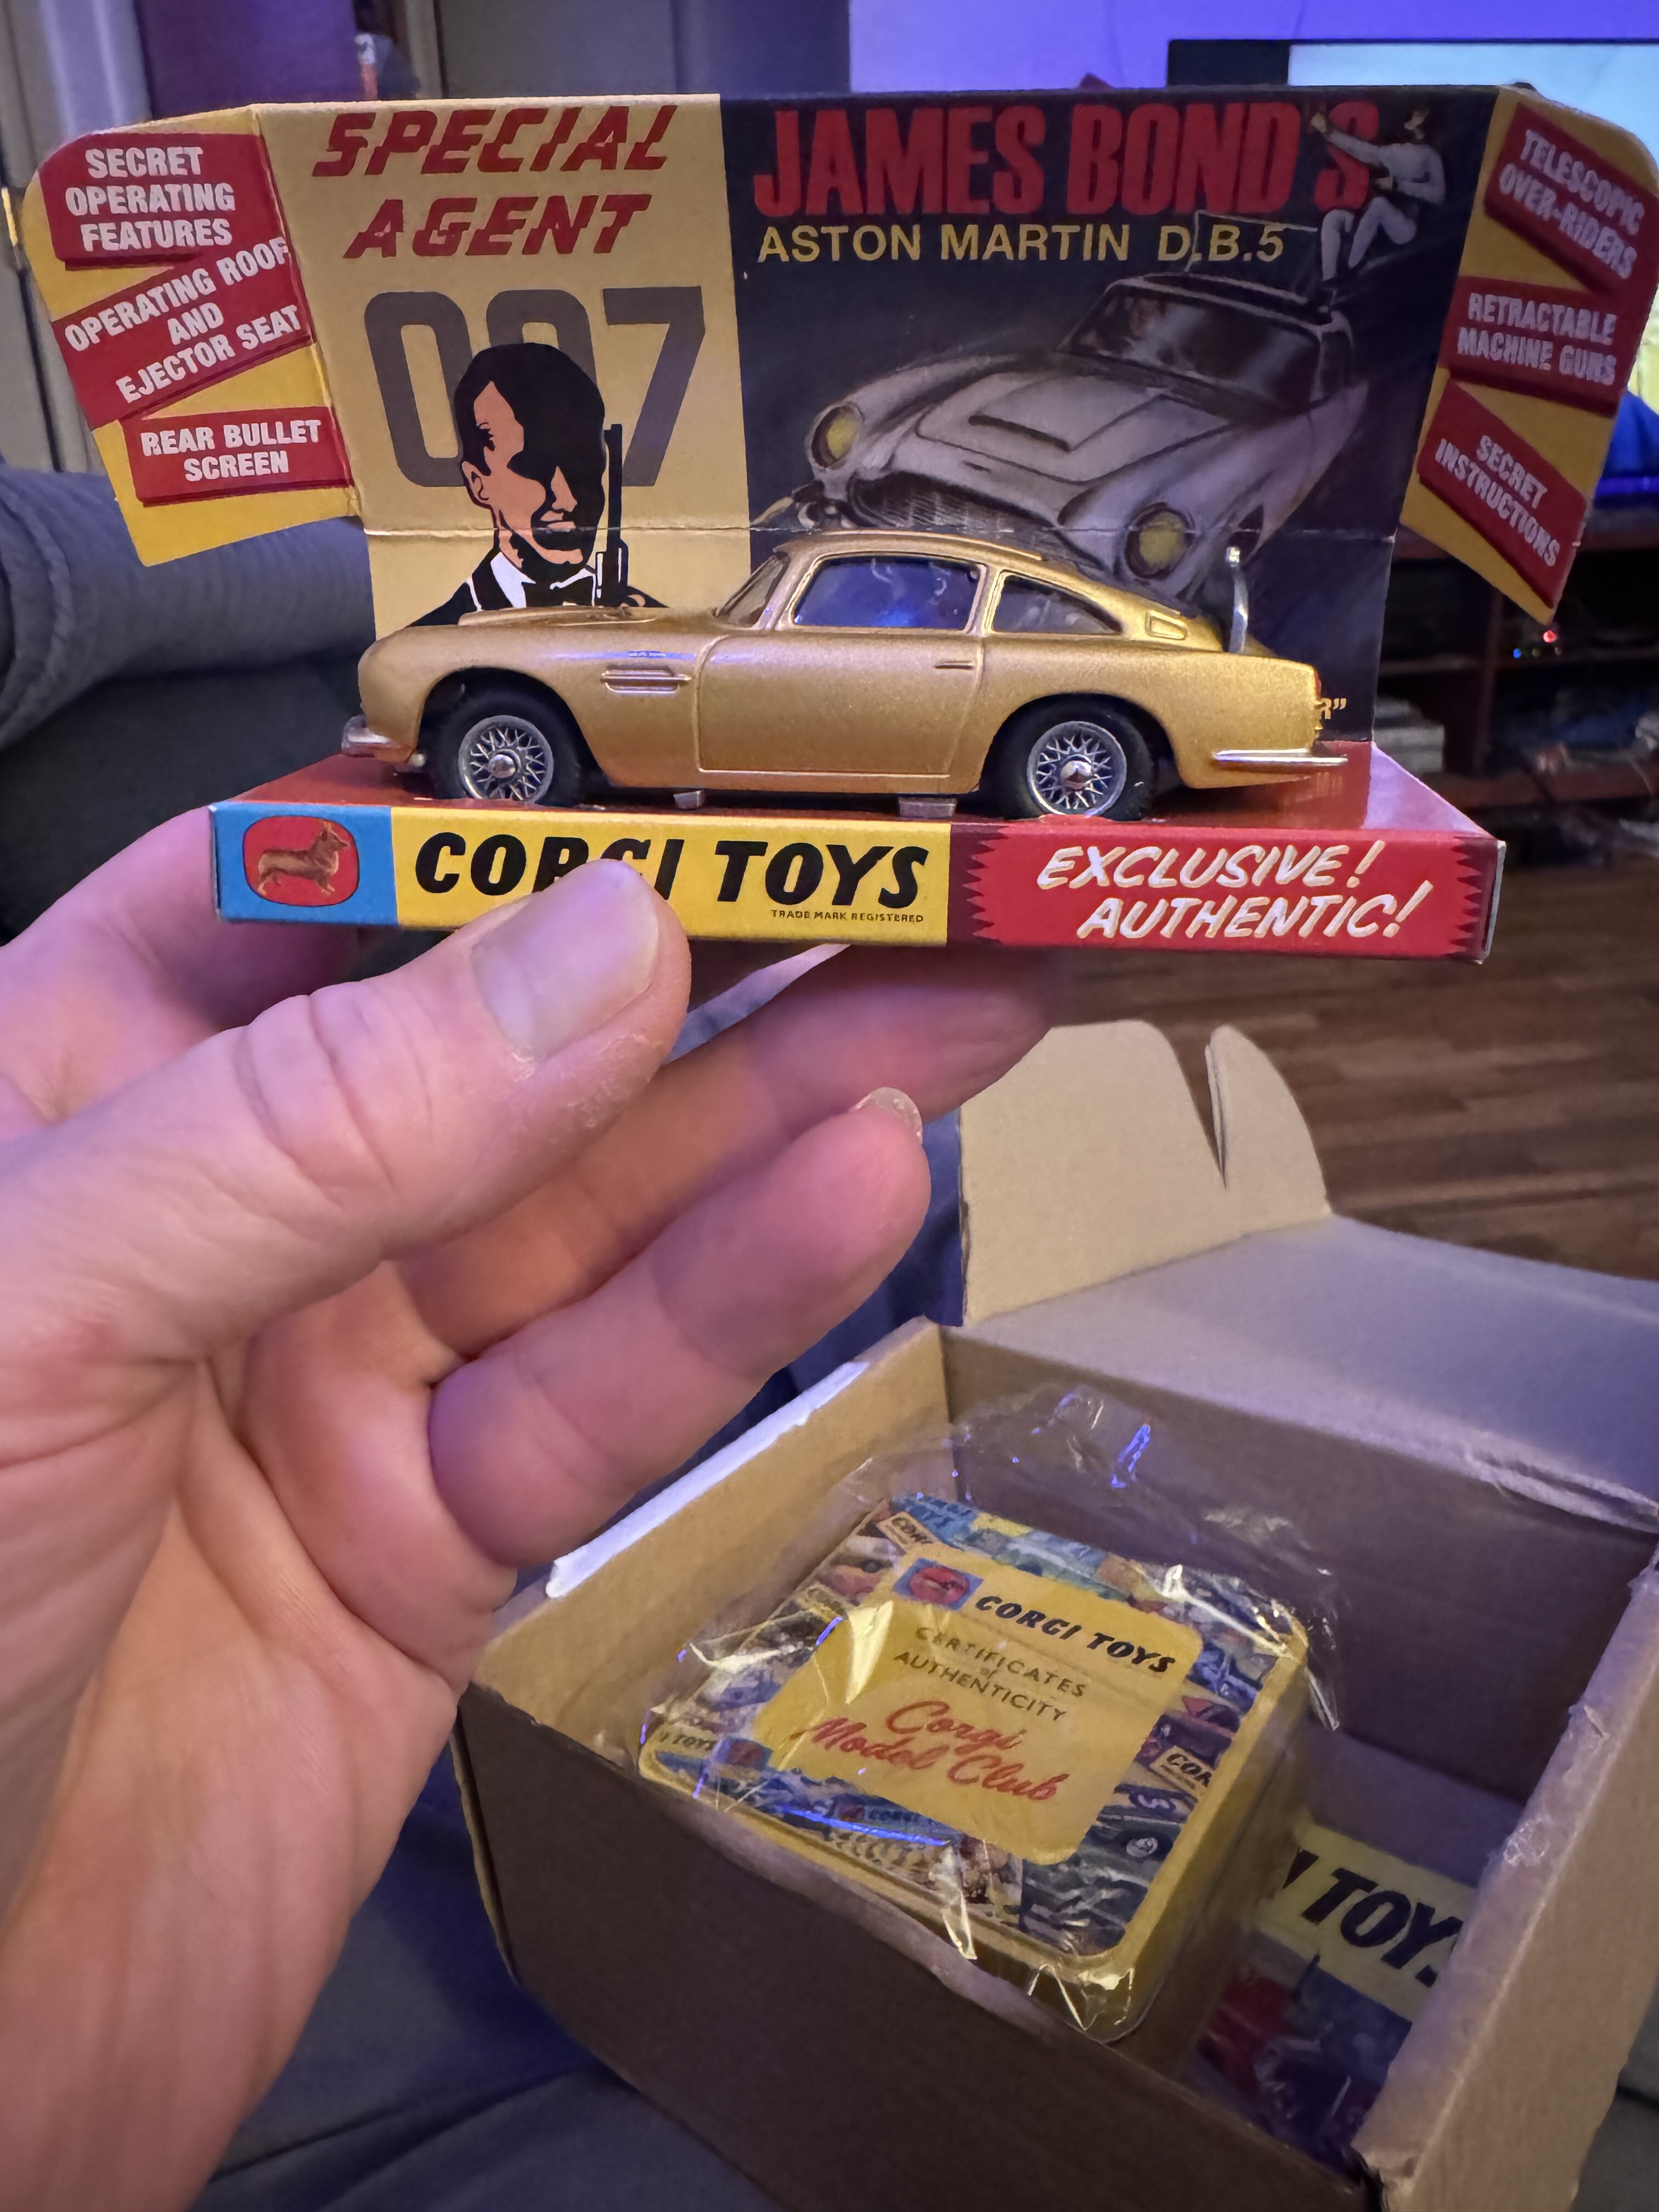 SECRET
OPERATING
FEATURES
OPERATING ROOF
AND
EJECTOR SEAT
REAR BULLET
SCREEN
SPECIAL
AGENT
007
JAMES BOND'S
ASTON MARTIN D.B.5
TELESCOPIC
OVER-RIDERS
RETRACTABLE
MACHINE GUNS
SECRET
INSTRUCTIONS
R"
CORGI TOYS
TRADE MARK REGISTERED
EXCLUSIVE!
AUTHENTIC!
CORGI TOYS
CERTIFICATES
of
AUTHENTICITY
Corgi
Model Club
TOYS
COR
TOYS